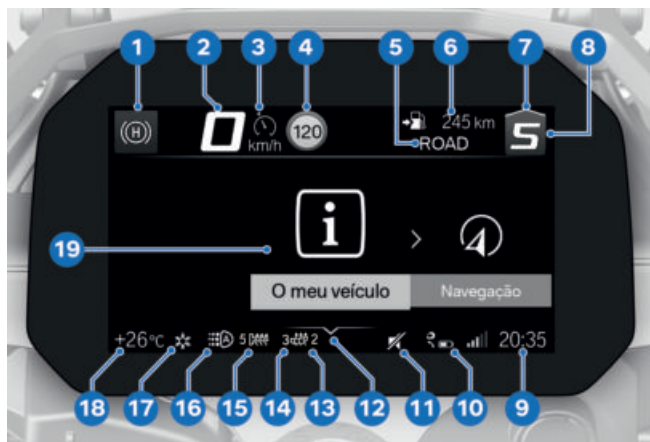 1 2 3 4 5 6 7 8
(H) 0 km/h 120 245 km S
ROAD
i
19
O meu veículo Navegação
+26°C A 5 3 2 20:35
18 17 16 15 14 13 12 11 10 9